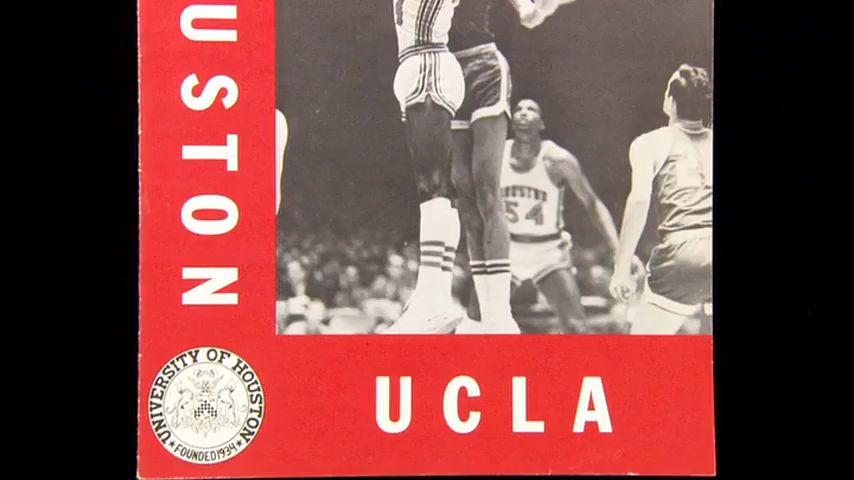 USTON
HOUSTON
54
UNIVERSITY OF HOUSTON
★ FOUNDED 1934 ★
UCLA